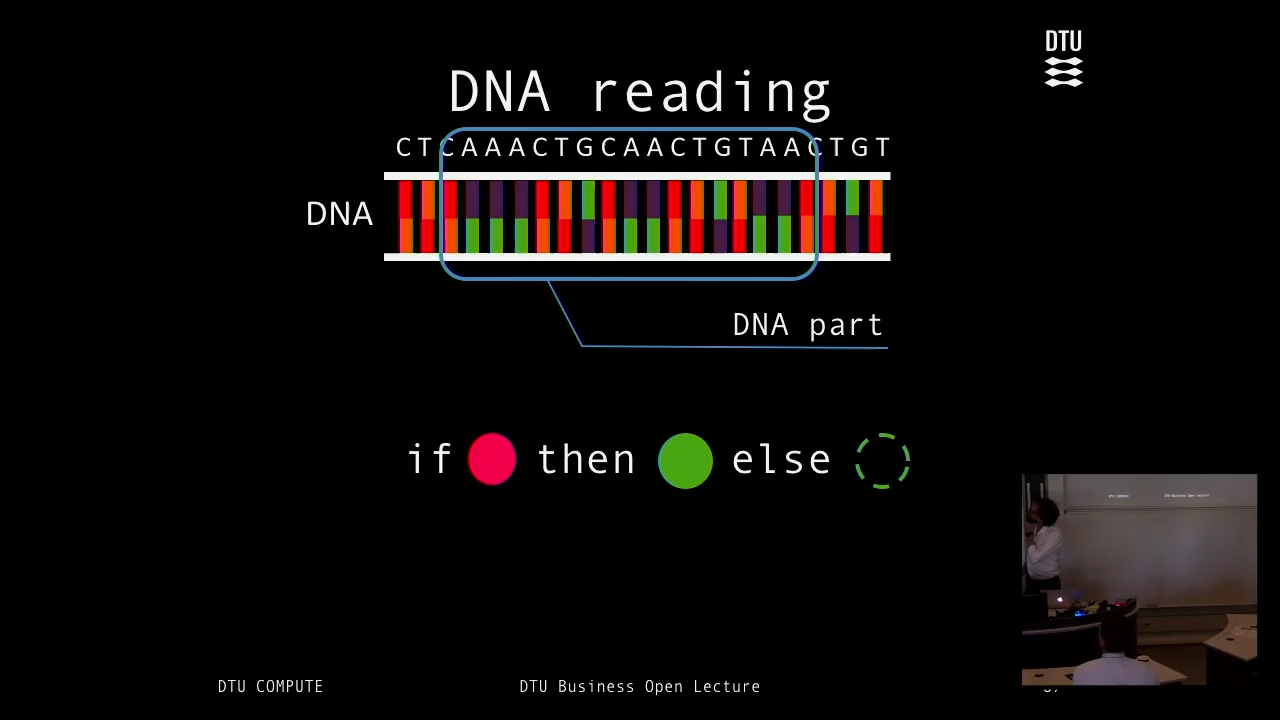 DTU
DNA reading
CTCAAACTGCAACTGTAACTGT
DNA
DNA part
if then else
DTU COMPUTE
DTU Business Open Lecture